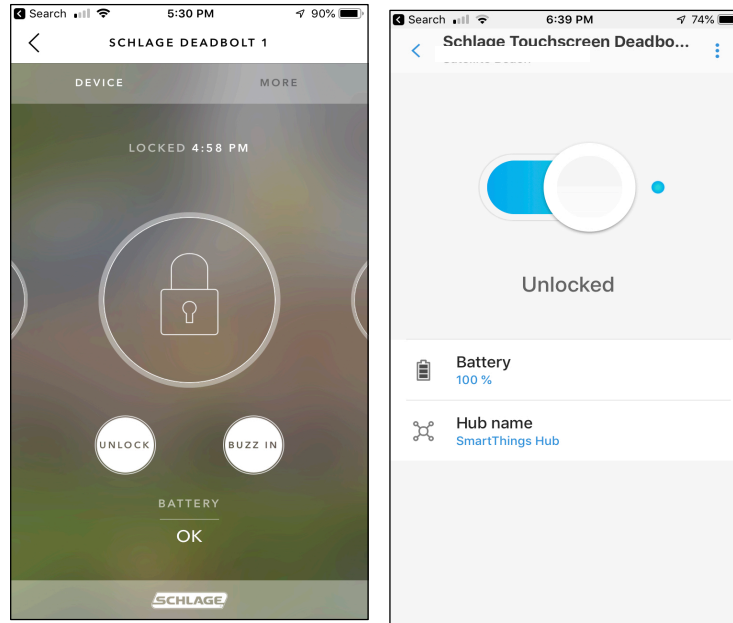 Search 5:30 PM 90%
SCHLAGE DEADBOLT 1
DEVICE MORE
LOCKED 4:58 PM
UNLOCK BUZZ IN
BATTERY
OK
SCHLAGE
Search 6:39 PM 74%
Schlage Touchscreen Deadbo...
Unlocked
Battery
100 %
Hub name
SmartThings Hub